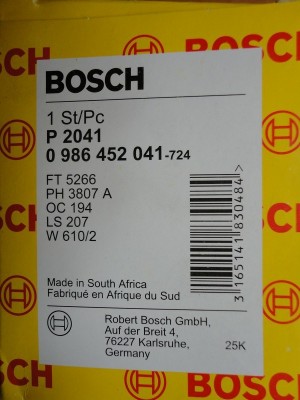 BOSCH
BOSCH
BOSCH
1 St/Pc
P 2041
0 986 452 041-724
FT 5266
PH 3807 A
OC 194
LS 207
W 610/2
3165141830484
Made in South Africa
Fabriqué en Afrique du Sud
Robert Bosch GmbH,
Auf der Breit 4,
76227 Karlsruhe,
Germany
25K